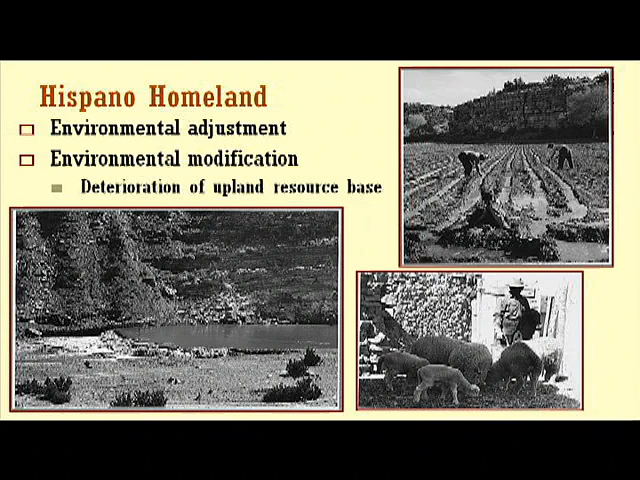 Hispano Homeland
Environmental adjustment
Environmental modification
Deterioration of upland resource base